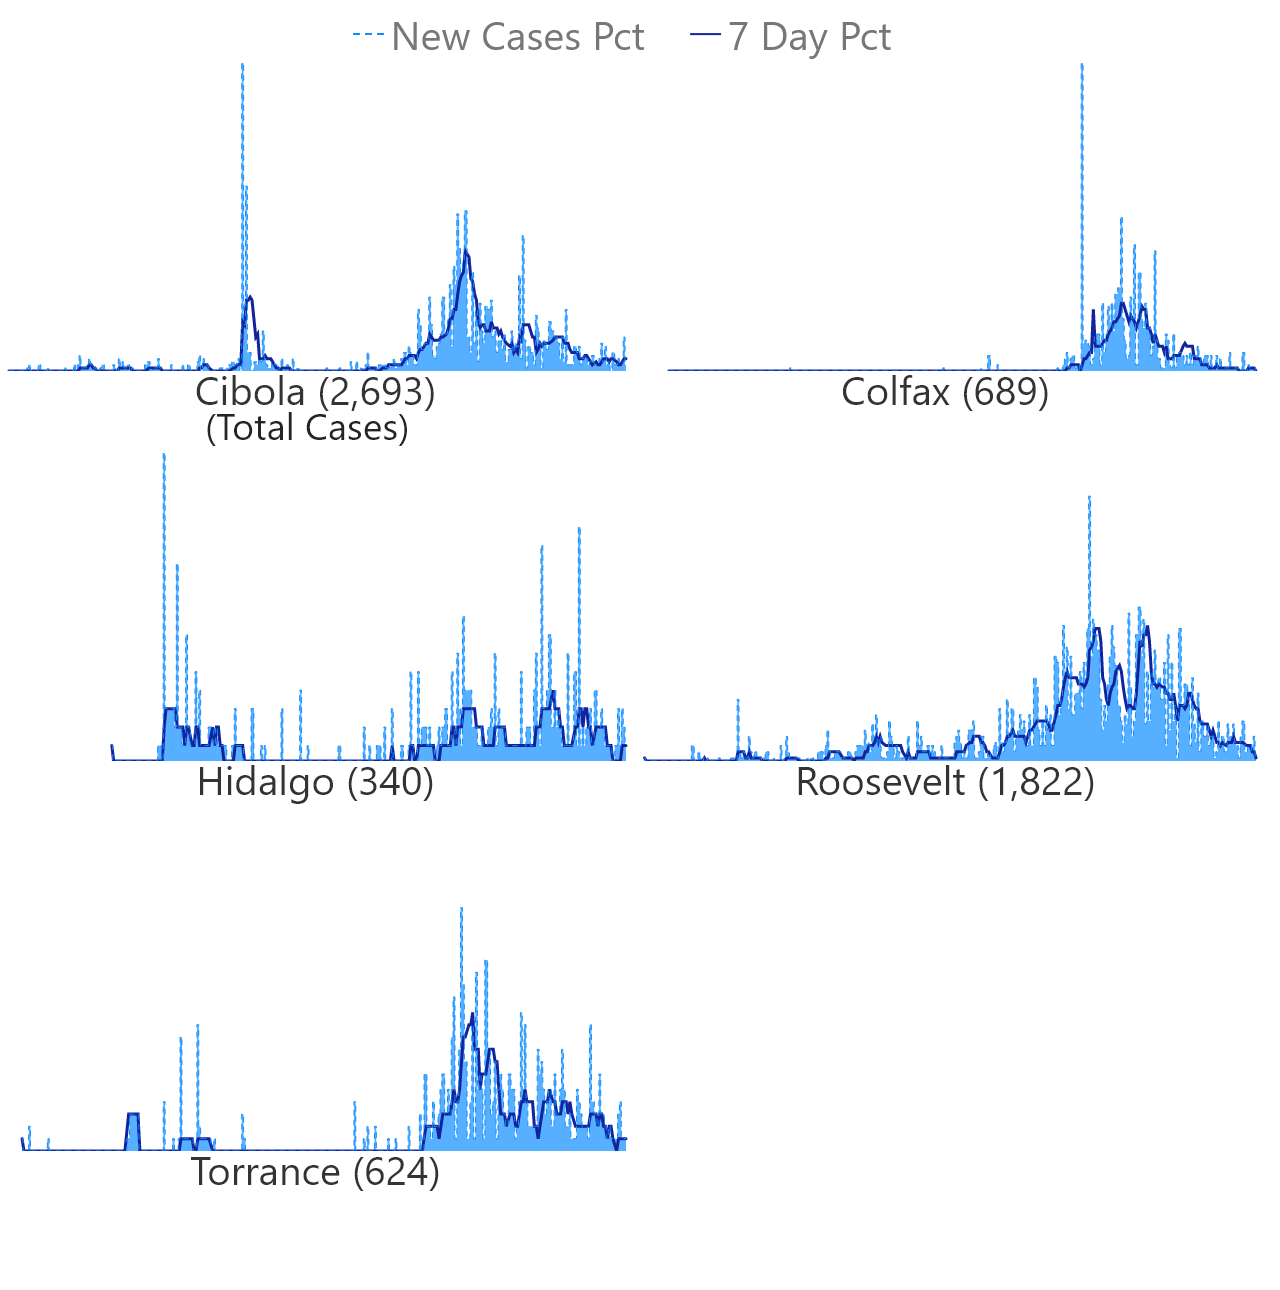 New Cases Pct 7 Day Pct
Cibola (2,693) Colfax (689)
(Total Cases)
Hidalgo (340) Roosevelt (1,822)
Torrance (624)